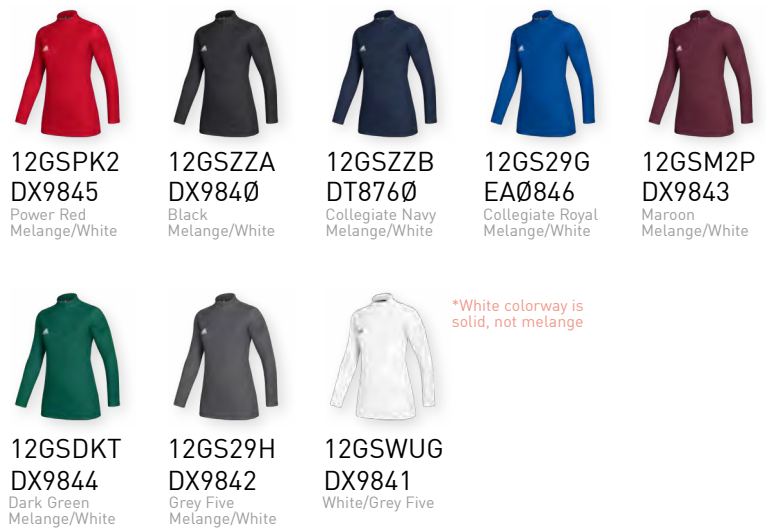 12GSPK2
DX9845
Power Red
Melange/White
12GSZZA
DX984Ø
Black
Melange/White
12GSZZB
DT876Ø
Collegiate Navy
Melange/White
12GS29G
EAØ846
Collegiate Royal
Melange/White
12GSM2P
DX9843
Maroon
Melange/White
12GSDKT
DX9844
Dark Green
Melange/White
12GS29H
DX9842
Grey Five
Melange/White
12GSWUG
DX9841
White/Grey Five
*White colorway is
solid, not melange